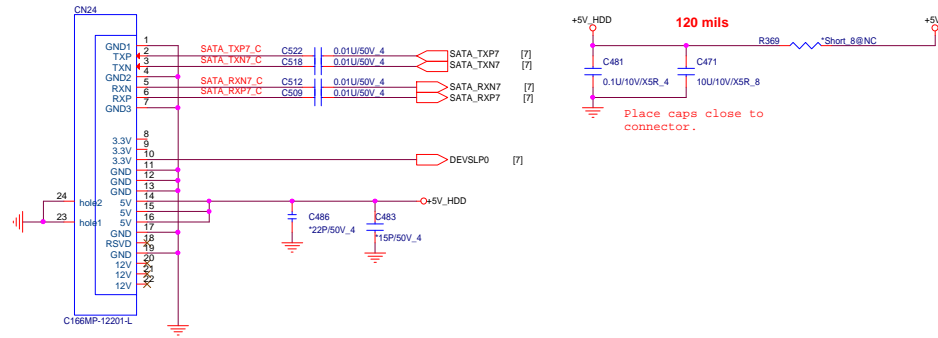 CN24
GND1 1
TXP 2 SATA_TXP7_C C522 0.01U/50V_4 SATA_TXP7 [7]
TXN 3 SATA_TXN7_C C518 0.01U/50V_4 SATA_TXN7 [7]
GND2 4
RXN 5 SATA_RXN7_C C512 0.01U/50V_4 SATA_RXN7 [7]
RXP 6 SATA_RXP7_C C509 0.01U/50V_4 SATA_RXP7 [7]
GND3 7
3.3V 8
3.3V 9
3.3V 10 DEVSLP0 [7]
GND 11
GND 12
GND 13
24 hole2 5V 14 +5V_HDD
5V 15
23 hole1 5V 16
GND 17
RSVD 18
GND 19
12V 20
12V 21
12V 22
C486
*22P/50V_4
C483
*15P/50V_4
C166MP-12201-L
+5V_HDD
120 mils
+5V
R369 *Short_8@NC
C481
0.1U/10V/X5R_4
C471
10U/10V/X5R_8
Place caps close to
connector.